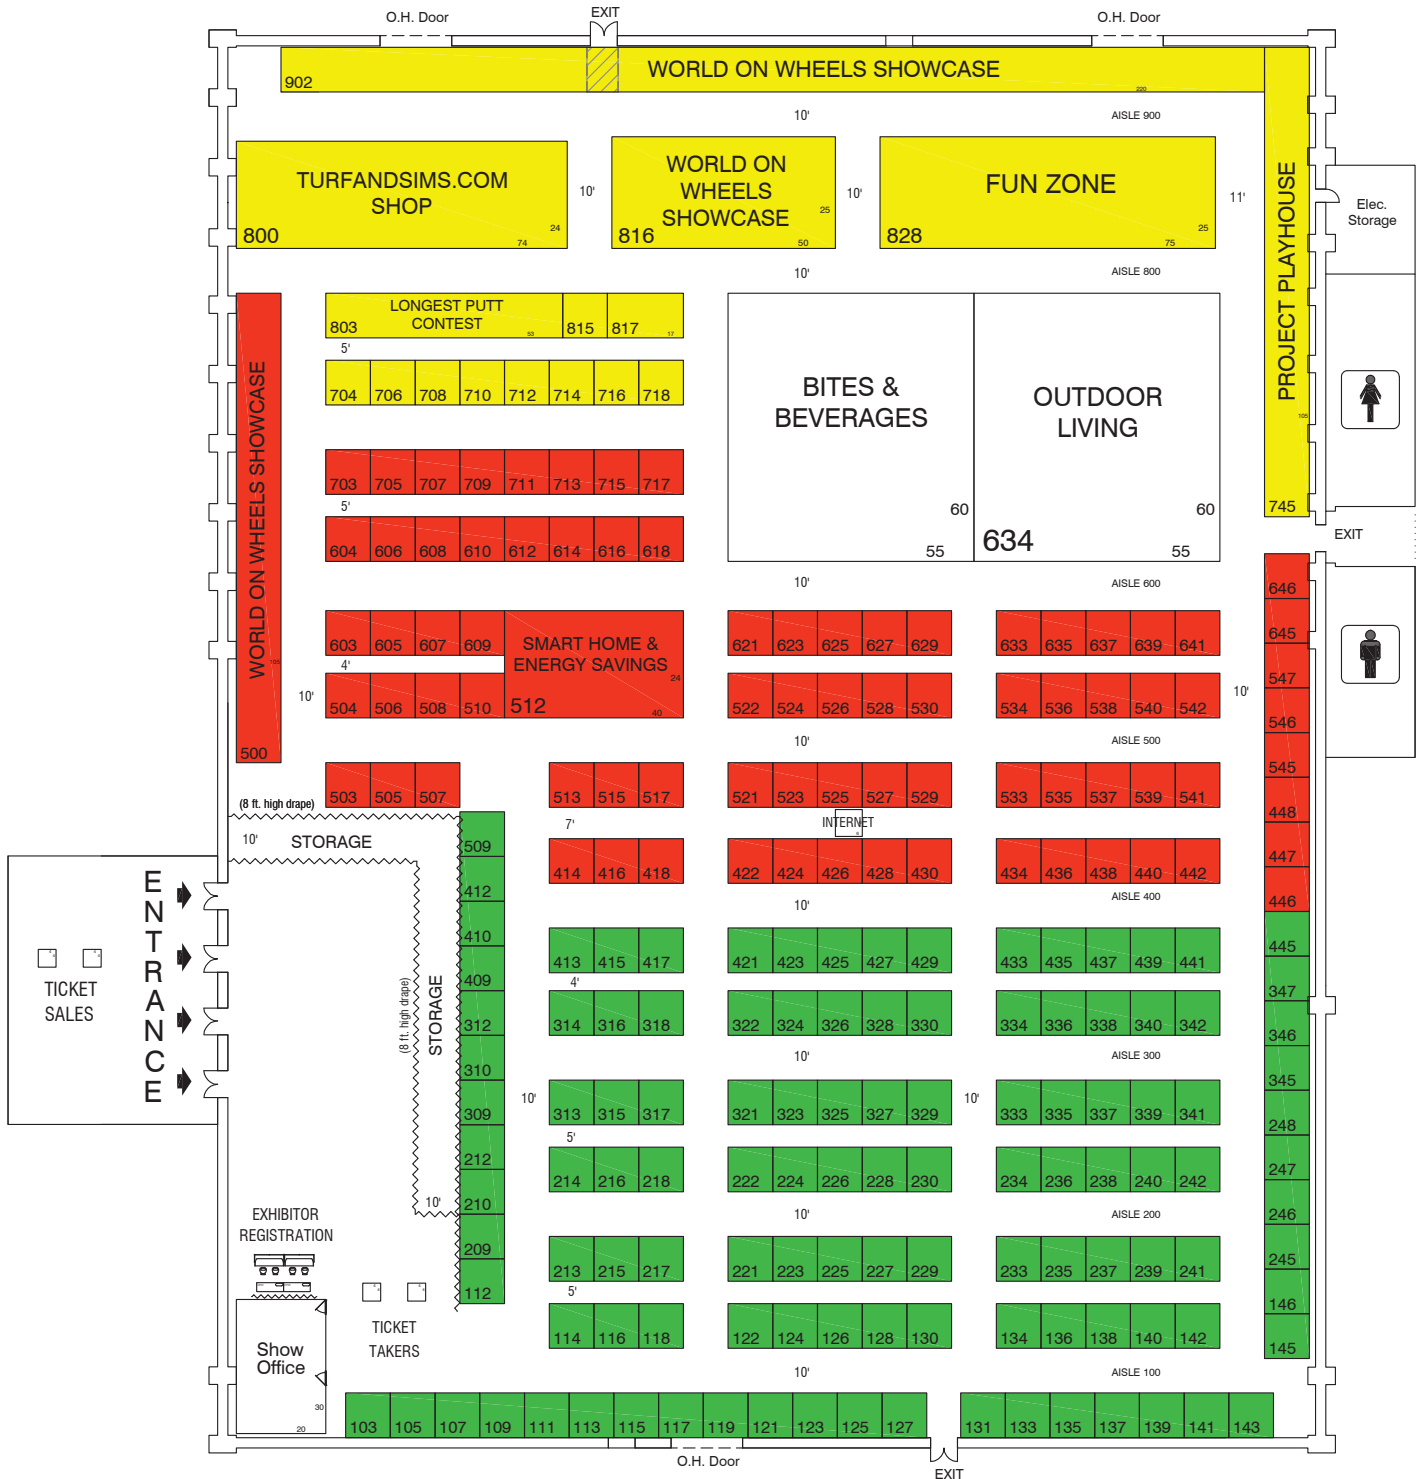 O.H. Door
EXIT
O.H. Door
902
WORLD ON WHEELS SHOWCASE
220
10'
AISLE 900
TURFANDSIMS.COM
SHOP
800
74
24
10'
WORLD ON
WHEELS
SHOWCASE
816
50
25
10'
FUN ZONE
828
75
25
11'
PROJECT PLAYHOUSE
105
745
Elec.
Storage
10'
AISLE 800
WORLD ON WHEELS SHOWCASE
105
500
803
LONGEST PUTT
CONTEST
53
815
817
17
5'
704 706 708 710 712 714 716 718
703 705 707 709 711 713 715 717
5'
604 606 608 610 612 614 616 618
BITES &
BEVERAGES
60
55
OUTDOOR
LIVING
634
60
55
EXIT
10'
AISLE 600
603 605 607 609
4'
504 506 508 510
SMART HOME &
ENERGY SAVINGS
512
24
40
10'
621 623 625 627 629
633 635 637 639 641
522 524 526 528 530
534 536 538 540 542
10'
10'
AISLE 500
646
645
547
546
545
448
447
446
445
347
346
345
248
247
246
245
146
145
503 505 507
513 515 517
521 523 525 527 529
533 535 537 539 541
(8 ft. high drape)
10'
STORAGE
7'
INTERNET
414 416 418
422 424 426 428 430
434 436 438 440 442
10'
AISLE 400
ENTRANCE
TICKET
SALES
STORAGE
(8 ft. high drape)
10'
509
412
410
409
312
310
309
212
210
209
112
413 415 417
421 423 425 427 429
433 435 437 439 441
4'
314 316 318
322 324 326 328 330
334 336 338 340 342
10'
AISLE 300
10'
313 315 317
321 323 325 327 329
10'
333 335 337 339 341
5'
214 216 218
222 224 226 228 230
234 236 238 240 242
10'
AISLE 200
213 215 217
221 223 225 227 229
233 235 237 239 241
5'
114 116 118
122 124 126 128 130
134 136 138 140 142
10'
AISLE 100
EXHIBITOR
REGISTRATION
Show
Office
30
20
TICKET
TAKERS
103 105 107 109 111 113 115 117 119 121 123 125 127
131 133 135 137 139 141 143
O.H. Door
EXIT